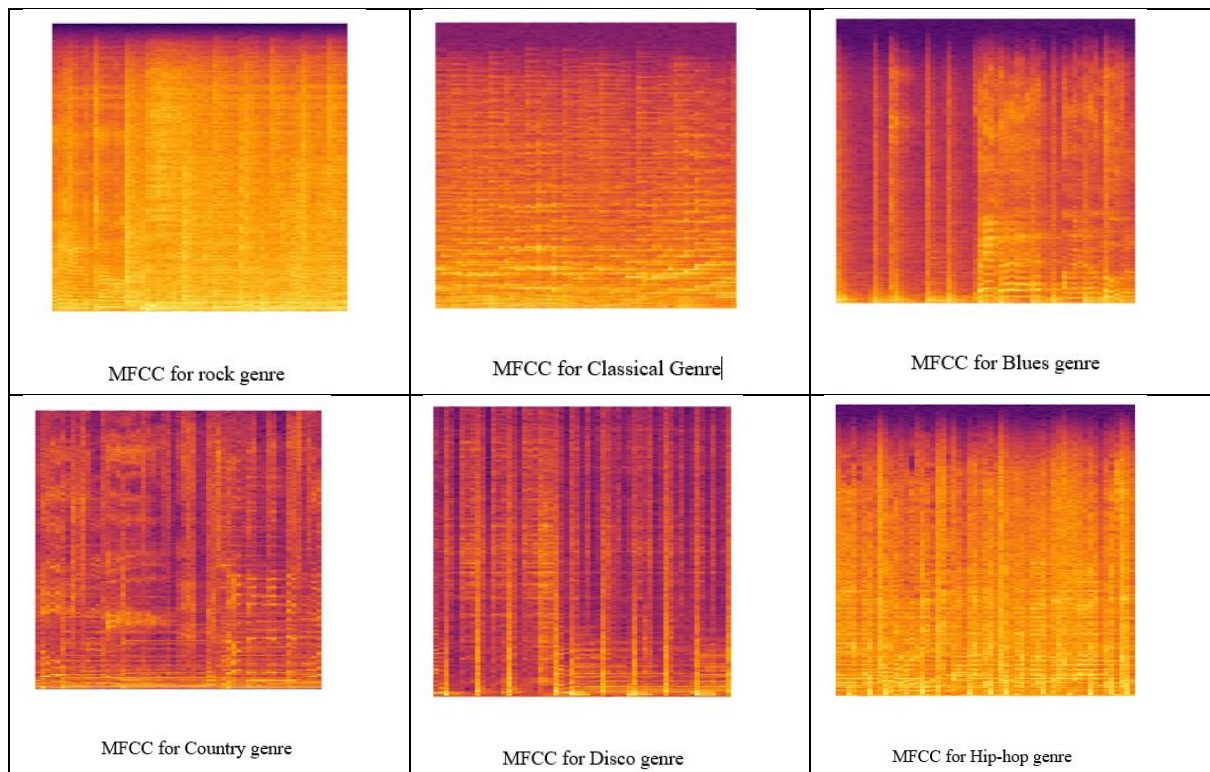 MFCC for rock genre
MFCC for Classical Genre
MFCC for Blues genre
MFCC for Country genre
MFCC for Disco genre
MFCC for Hip-hop genre